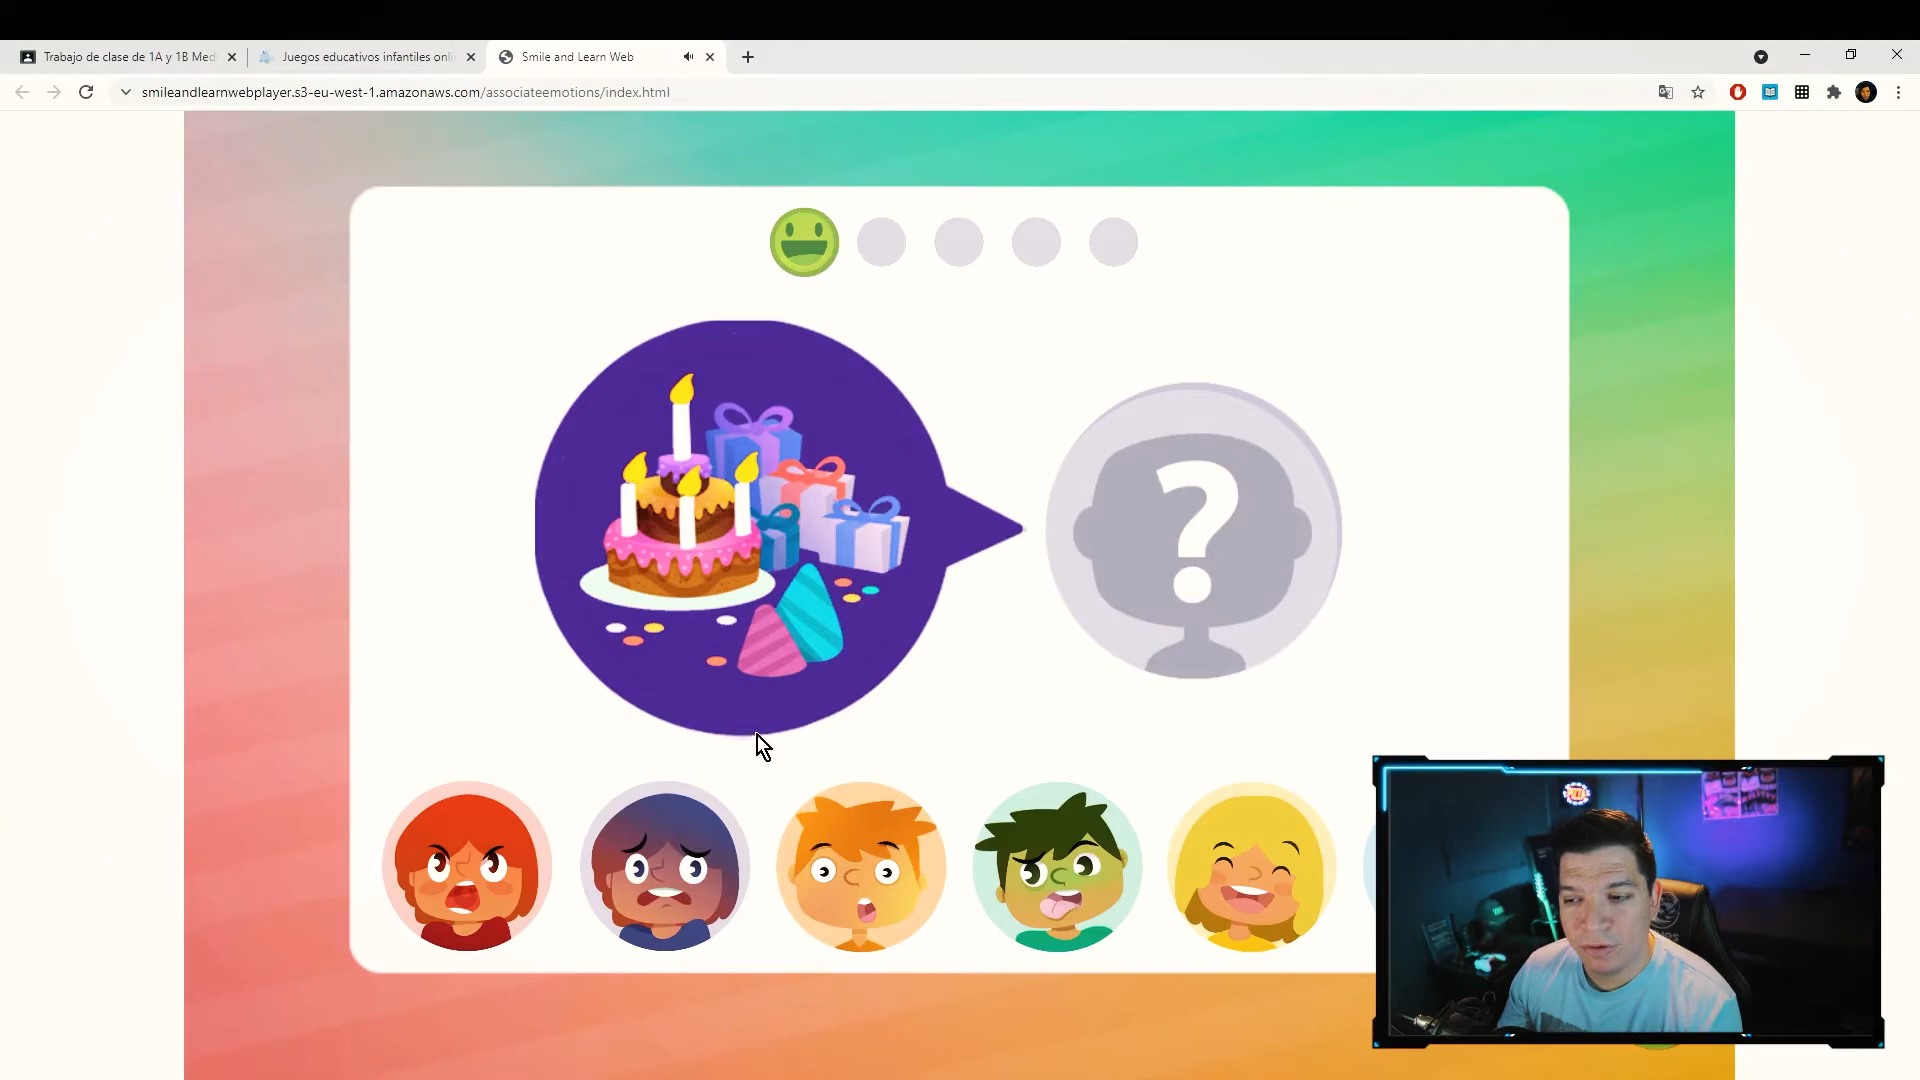 Trabajo de clase de 1A y 1B Med
Juegos educativos infantiles onli
Smile and Learn Web
smileandlearnwebplayer.s3-eu-west-1.amazonaws.com/associateemotions/index.html
?